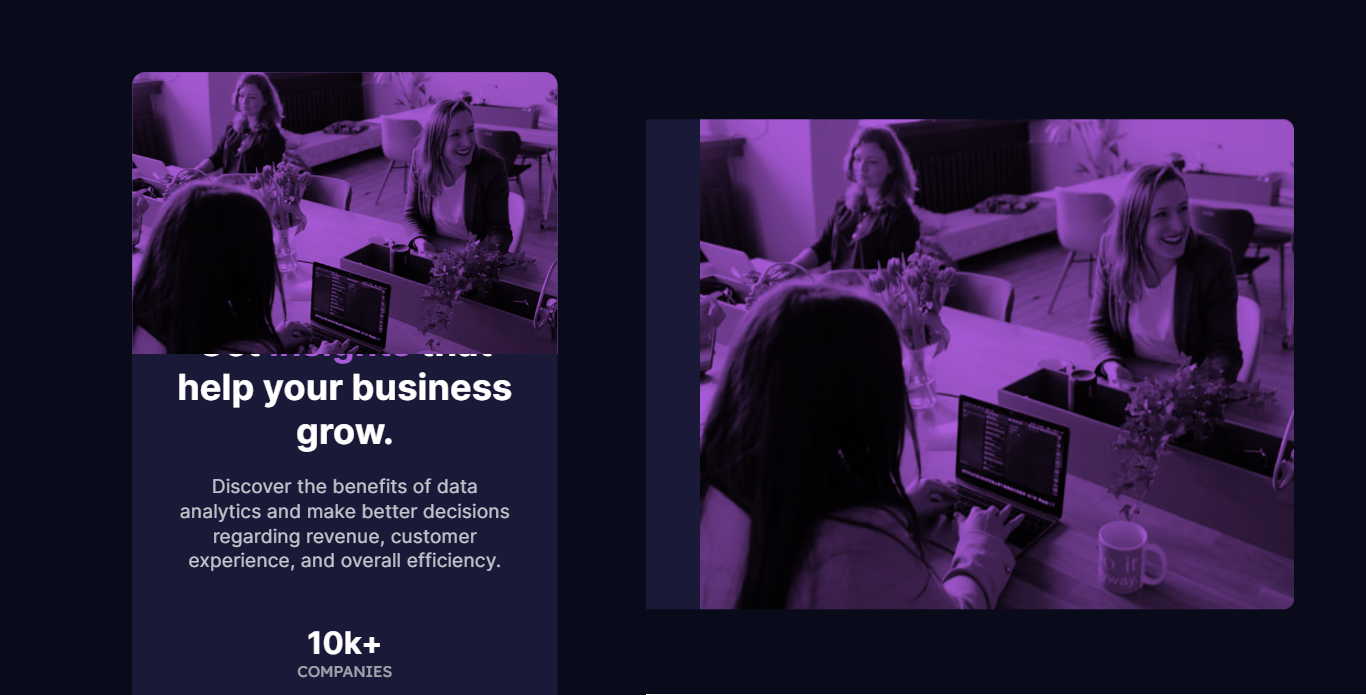 help your business
grow.
Discover the benefits of data
analytics and make better decisions
regarding revenue, customer
experience, and overall efficiency.
10k+
COMPANIES